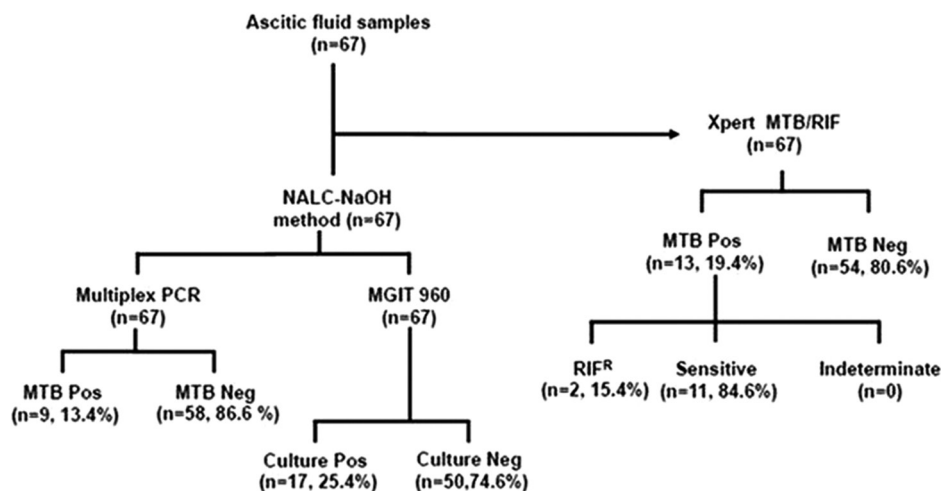 Ascitic fluid samples
(n=67)
Xpert MTB/RIF
(n=67)
NALC-NaOH
method (n=67)
MTB Pos
(n=13, 19.4%)
MTB Neg
(n=54, 80.6%)
Multiplex PCR
(n=67)
MGIT 960
(n=67)
RIFᴿ
(n=2, 15.4%)
Sensitive
(n=11, 84.6%)
Indeterminate
(n=0)
MTB Pos
(n=9, 13.4%)
MTB Neg
(n=58, 86.6 %)
Culture Pos
(n=17, 25.4%)
Culture Neg
(n=50,74.6%)